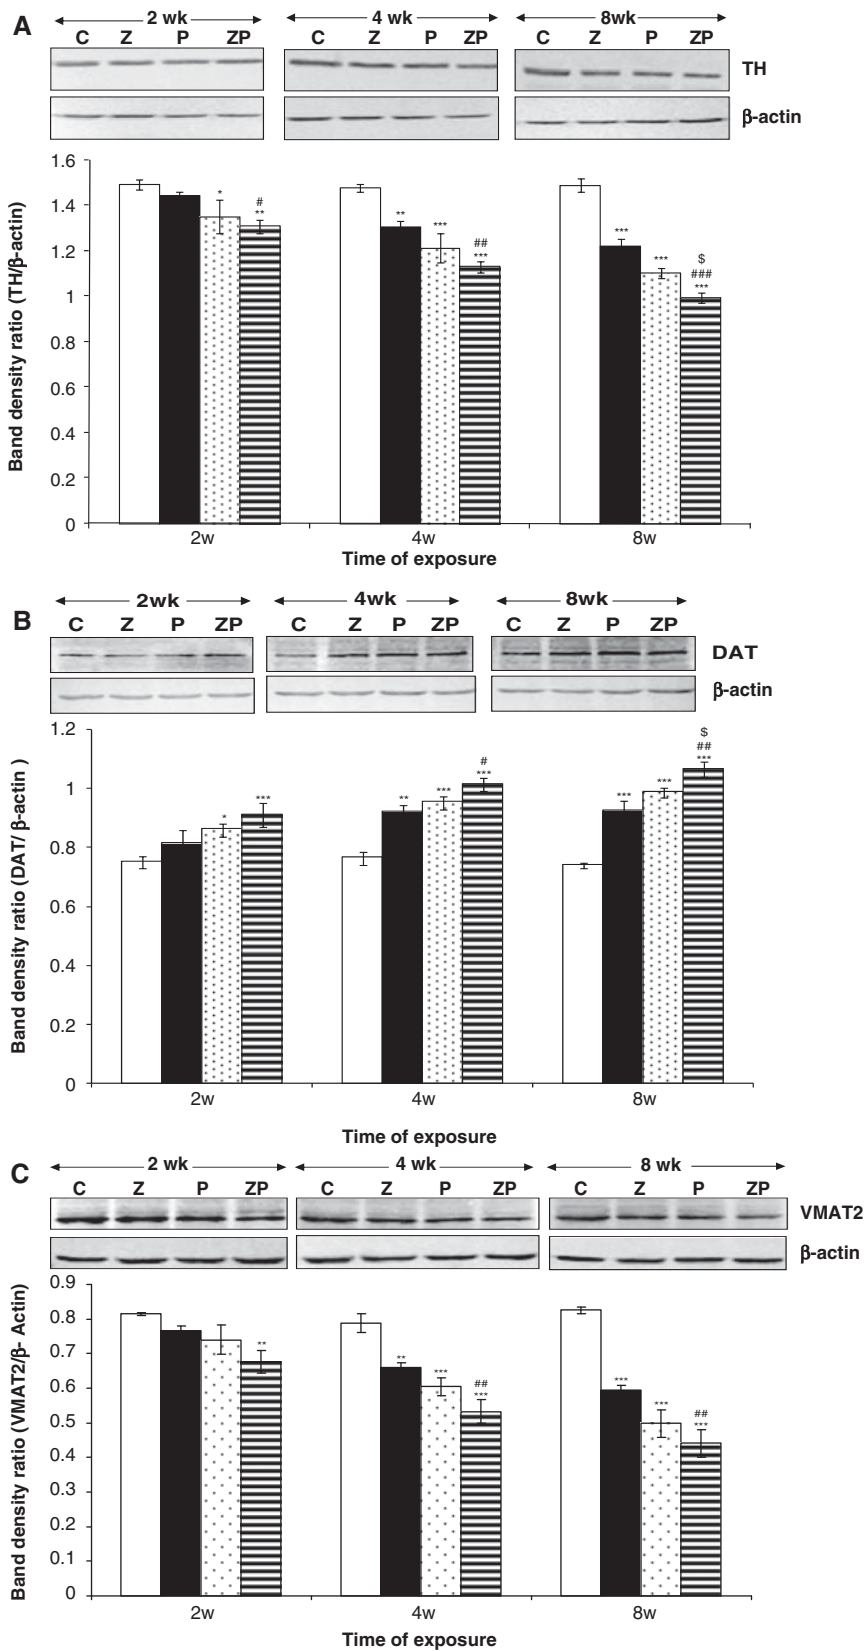 A
2 wk 4 wk 8wk
C Z P ZP C Z P ZP C Z P ZP
TH
β-actin
Band density ratio (TH/β-actin)
1.6
1.4
1.2
1
0.8
0.6
0.4
0.2
0
*
#
**
**
***
##
***
***
***
$
###
***
2w 4w 8w
Time of exposure
B
2wk 4wk 8wk
C Z P ZP C Z P ZP C Z P ZP
DAT
β-actin
Band density ratio (DAT/ β-actin )
1.2
1
0.8
0.6
0.4
0.2
0
*
***
**
***
#
***
***
***
$
##
***
2w 4w 8w
Time of exposure
C
2 wk 4 wk 8 wk
C Z P ZP C Z P ZP C Z P ZP
VMAT2
β-actin
Band density ratio (VMAT2/β- Actin)
0.9
0.8
0.7
0.6
0.5
0.4
0.3
0.2
0.1
0
**
**
***
##
***
***
***
##
***
2w 4w 8w
Time of exposure